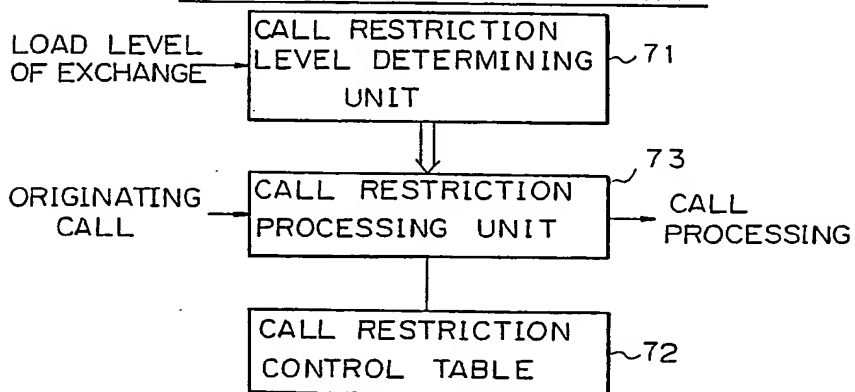 LOAD LEVEL
OF EXCHANGE
CALL RESTRICTION
LEVEL DETERMINING
UNIT
71
73
ORIGINATING
CALL
CALL RESTRICTION
PROCESSING UNIT
CALL
PROCESSING
CALL RESTRICTION
CONTROL TABLE
72